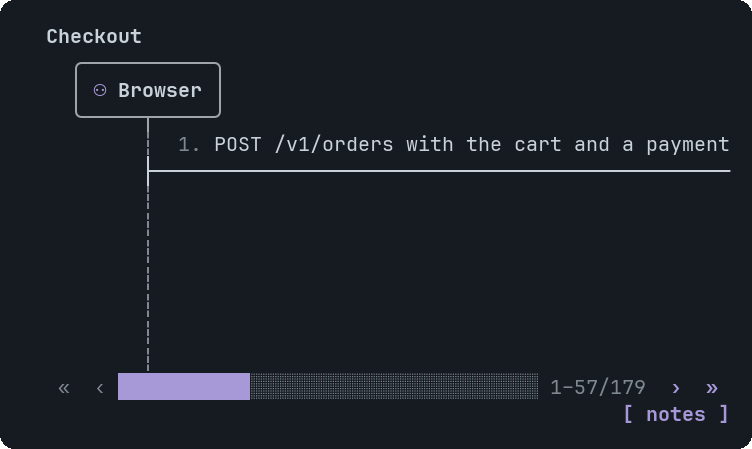 Checkout
⚇ Browser
1. POST /v1/orders with the cart and a payment
« ‹ 1–57/179 › »
[ notes ]